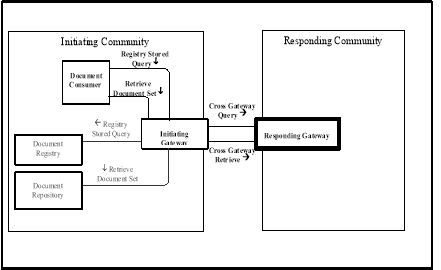 Initiating Community
Responding Community
Registry Stored
Query ↓
Document
Consumer
Retrieve
Document Set ↓
Cross Gateway
Query →
← Registry
Stored Query
Initiating
Gateway
Responding Gateway
Document
Registry
Cross Gateway
Retrieve →
↓ Retrieve
Document Set
Document
Repository